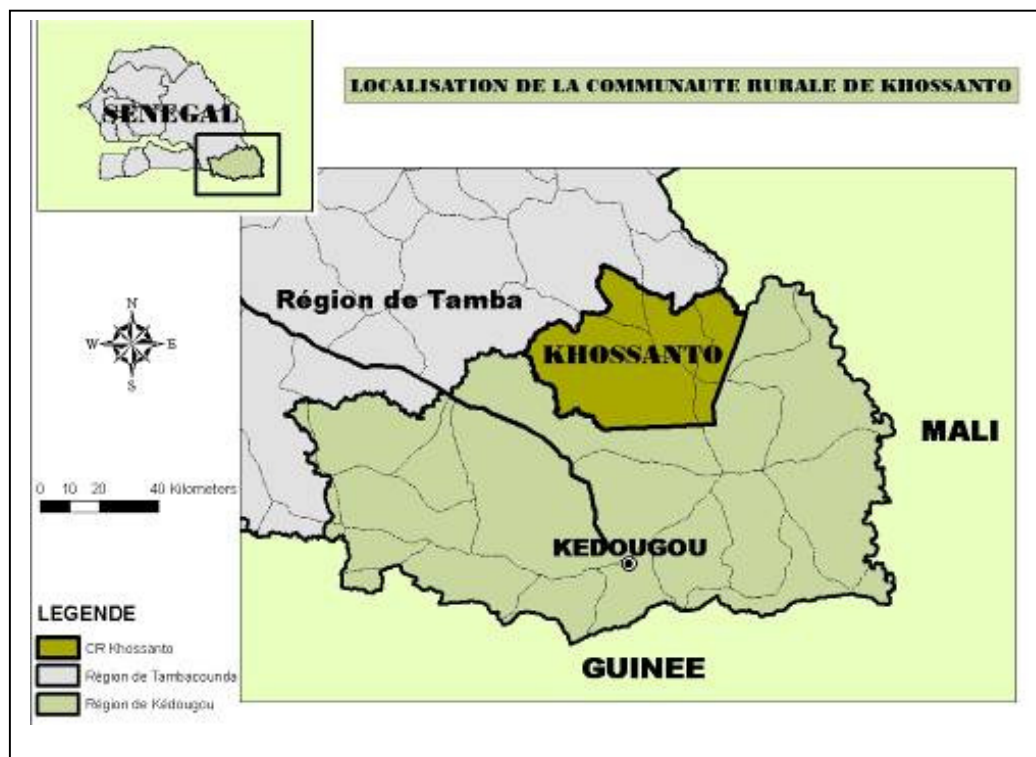 SENEGAL
LOCALISATION DE LA COMMUNAUTE RURALE DE KHOSSANTO
Région de Tamba
KHOSSANTO
N
W E
S
MALI
0 10 20 40 Kilometers
KEDOUGOU
GUINEE
LEGENDE
CR Khossanto
Région de Tambacounda
Région de Kédougou